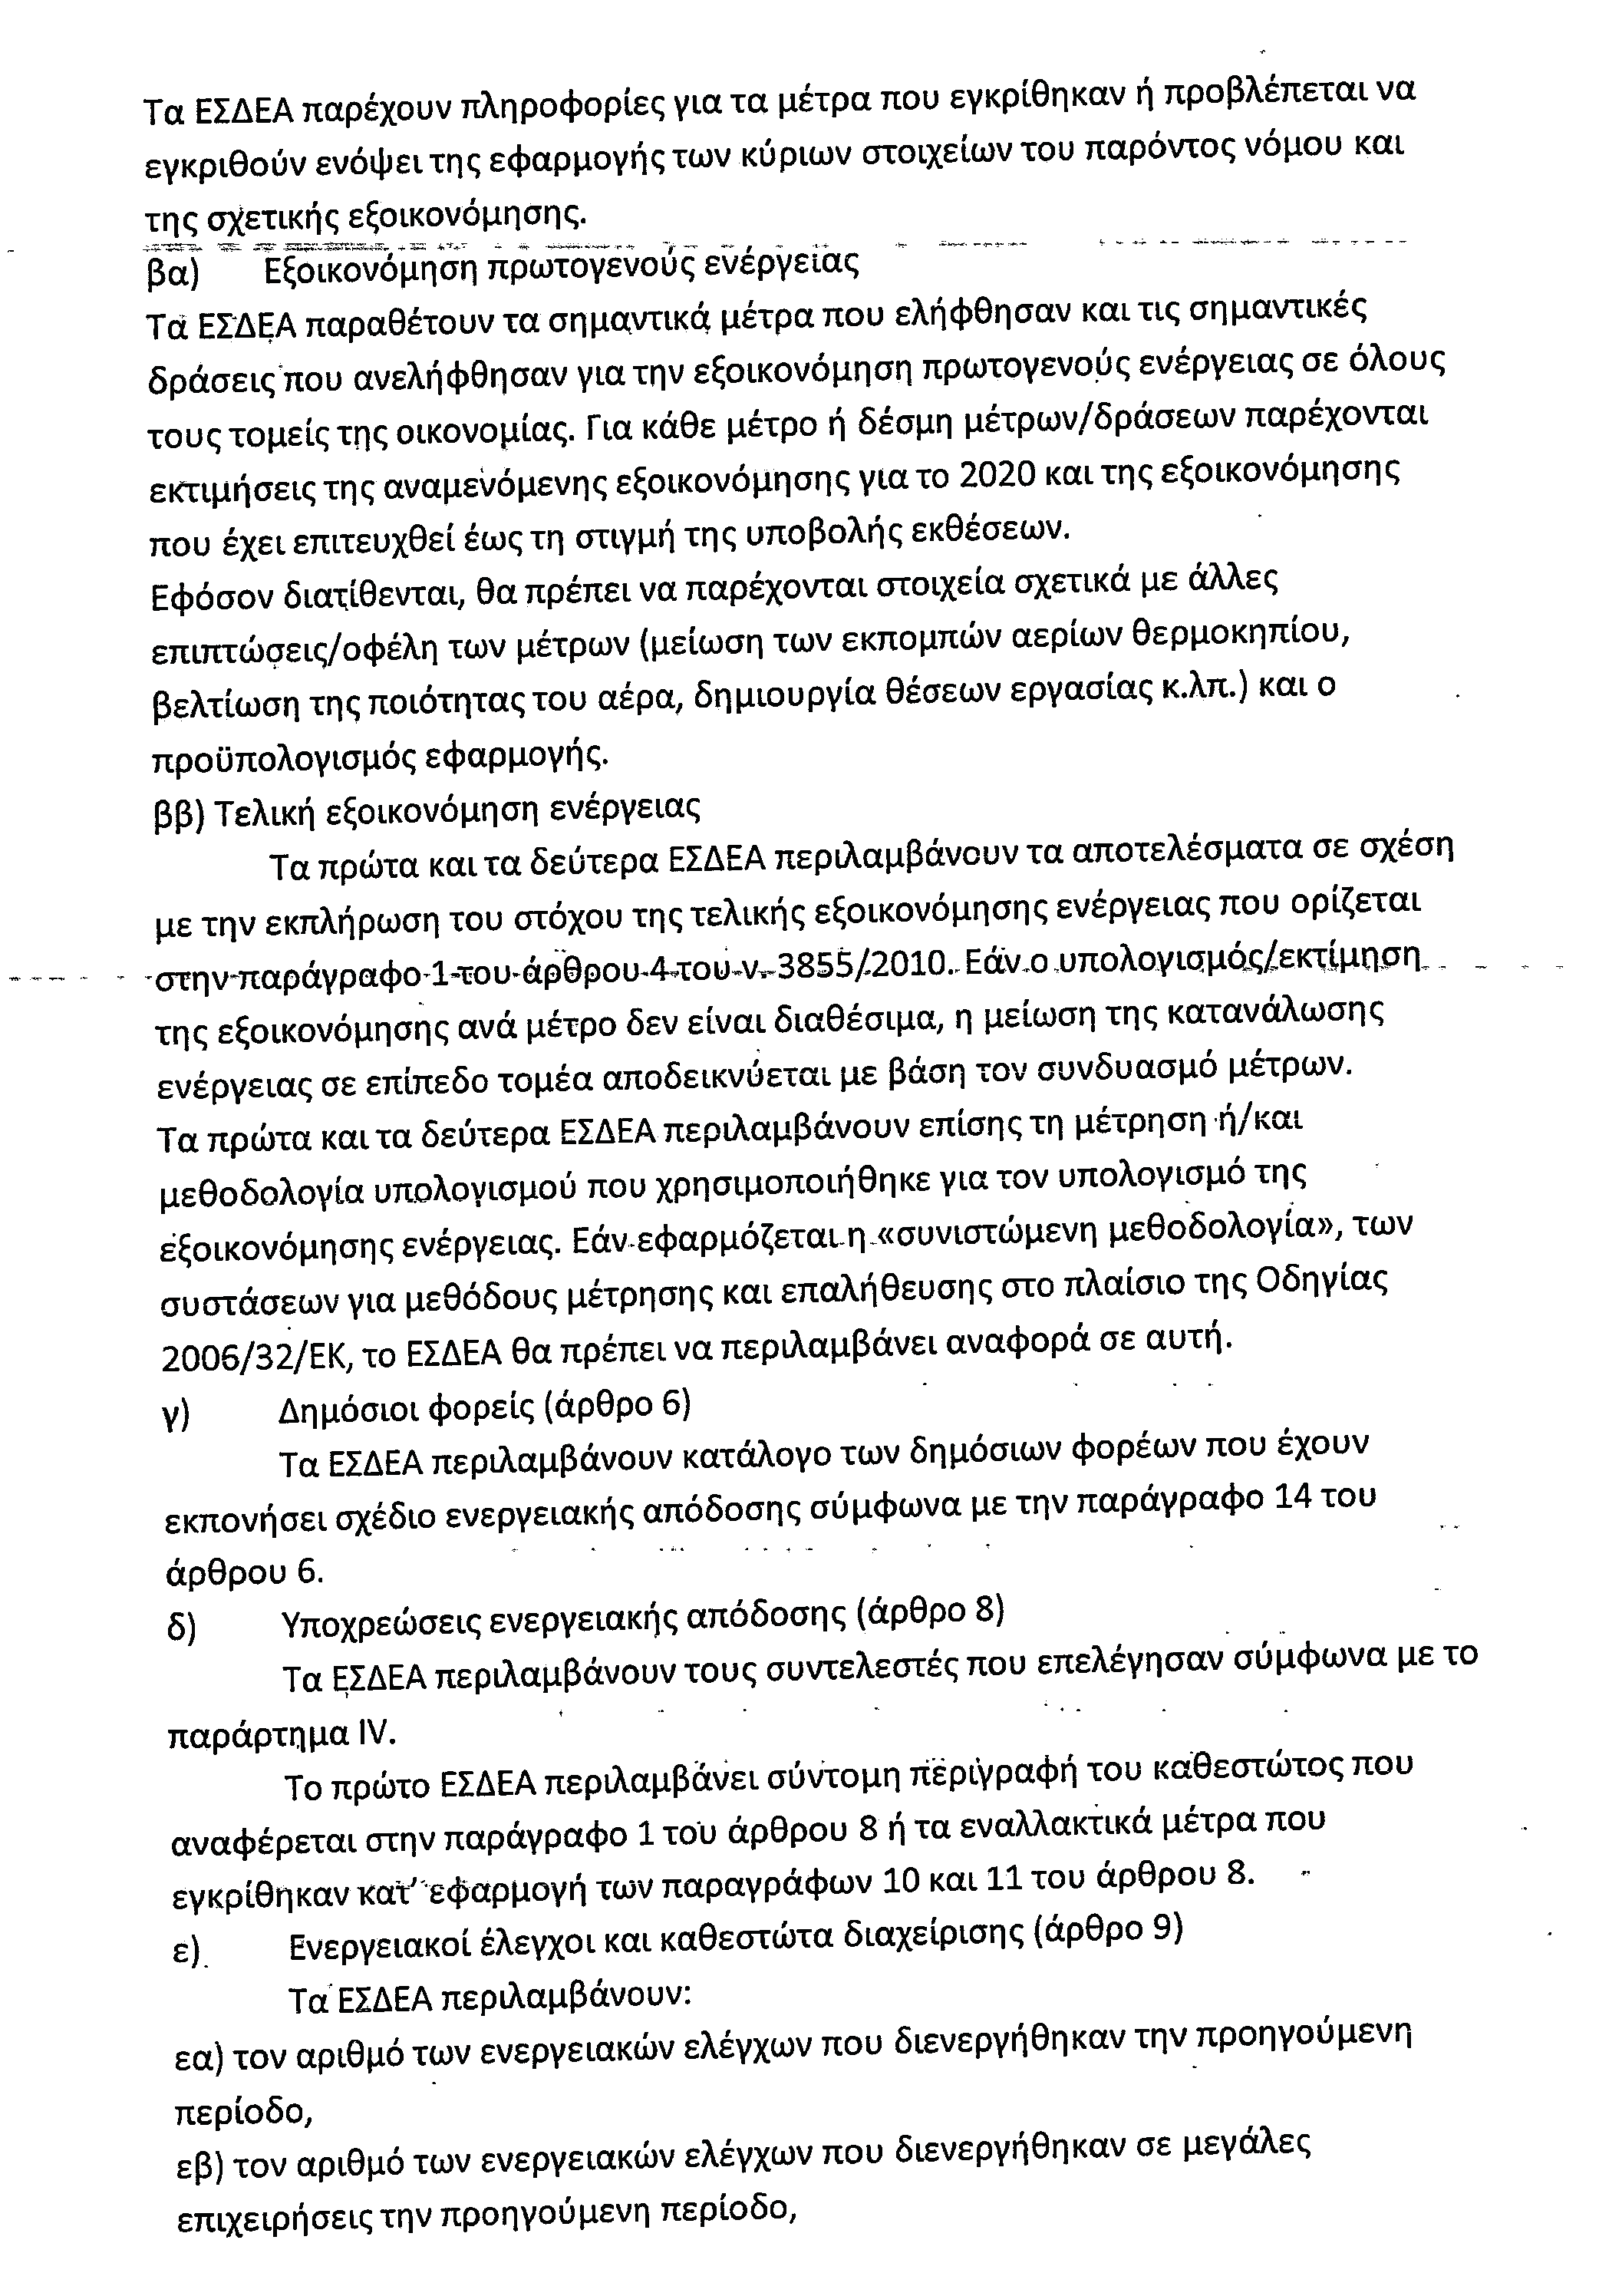 Τα ΕΣΔΕΑ παρέχουν πληροφορίες για τα μέτρα που εγκρίθηκαν ή προβλέπεται να
εγκριθούν ενόψει της εφαρμογής των κύριων στοιχείων του παρόντος νόμου και
της σχετικής εξοικονόμησης.
βα) Εξοικονόμηση πρωτογενούς ενέργειας
Τα ΕΣΔΕΑ παραθέτουν τα σημαντικά μέτρα που ελήφθησαν και τις σημαντικές
δράσεις που ανελήφθησαν για την εξοικονόμηση πρωτογενούς ενέργειας σε όλους
τους τομείς της οικονομίας. Για κάθε μέτρο ή δέσμη μέτρων/δράσεων παρέχονται
εκτιμήσεις της αναμενόμενης εξοικονόμησης για το 2020 και της εξοικονόμησης
που έχει επιτευχθεί έως τη στιγμή της υποβολής εκθέσεων.
Εφόσον διατίθενται, θα πρέπει να παρέχονται στοιχεία σχετικά με άλλες
επιπτώσεις/οφέλη των μέτρων (μείωση των εκπομπών αερίων θερμοκηπίου,
βελτίωση της ποιότητας του αέρα, δημιουργία θέσεων εργασίας κ.λπ.) και ο
προϋπολογισμός εφαρμογής.
ββ) Τελική εξοικονόμηση ενέργειας
Τα πρώτα και τα δεύτερα ΕΣΔΕΑ περιλαμβάνουν τα αποτελέσματα σε σχέση
με την εκπλήρωση του στόχου της τελικής εξοικονόμησης ενέργειας που ορίζεται
στην παράγραφο 1 του άρθρου 4 του ν. 3855/2010. Εάν ο υπολογισμός/εκτίμηση
της εξοικονόμησης ανά μέτρο δεν είναι διαθέσιμα, η μείωση της κατανάλωσης
ενέργειας σε επίπεδο τομέα αποδεικνύεται με βάση τον συνδυασμό μέτρων.
Τα πρώτα και τα δεύτερα ΕΣΔΕΑ περιλαμβάνουν επίσης τη μέτρηση ή/και
μεθοδολογία υπολογισμού που χρησιμοποιήθηκε για τον υπολογισμό της
εξοικονόμησης ενέργειας. Εάν εφαρμόζεται η «συνιστώμενη μεθοδολογία», των
συστάσεων για μεθόδους μέτρησης και επαλήθευσης στο πλαίσιο της Οδηγίας
2006/32/ΕΚ, το ΕΣΔΕΑ θα πρέπει να περιλαμβάνει αναφορά σε αυτή.
γ) Δημόσιοι φορείς (άρθρο 6)
Τα ΕΣΔΕΑ περιλαμβάνουν κατάλογο των δημόσιων φορέων που έχουν
εκπονήσει σχέδιο ενεργειακής απόδοσης σύμφωνα με την παράγραφο 14 του
άρθρου 6.
δ) Υποχρεώσεις ενεργειακής απόδοσης (άρθρο 8)
Τα ΕΣΔΕΑ περιλαμβάνουν τους συντελεστές που επελέγησαν σύμφωνα με το
παράρτημα IV.
Το πρώτο ΕΣΔΕΑ περιλαμβάνει σύντομη περιγραφή του καθεστώτος που
αναφέρεται στην παράγραφο 1 του άρθρου 8 ή τα εναλλακτικά μέτρα που
εγκρίθηκαν κατ' εφαρμογή των παραγράφων 10 και 11 του άρθρου 8.
ε) Ενεργειακοί έλεγχοι και καθεστώτα διαχείρισης (άρθρο 9)
Τα ΕΣΔΕΑ περιλαμβάνουν:
εα) τον αριθμό των ενεργειακών ελέγχων που διενεργήθηκαν την προηγούμενη
περίοδο,
εβ) τον αριθμό των ενεργειακών ελέγχων που διενεργήθηκαν σε μεγάλες
επιχειρήσεις την προηγούμενη περίοδο,